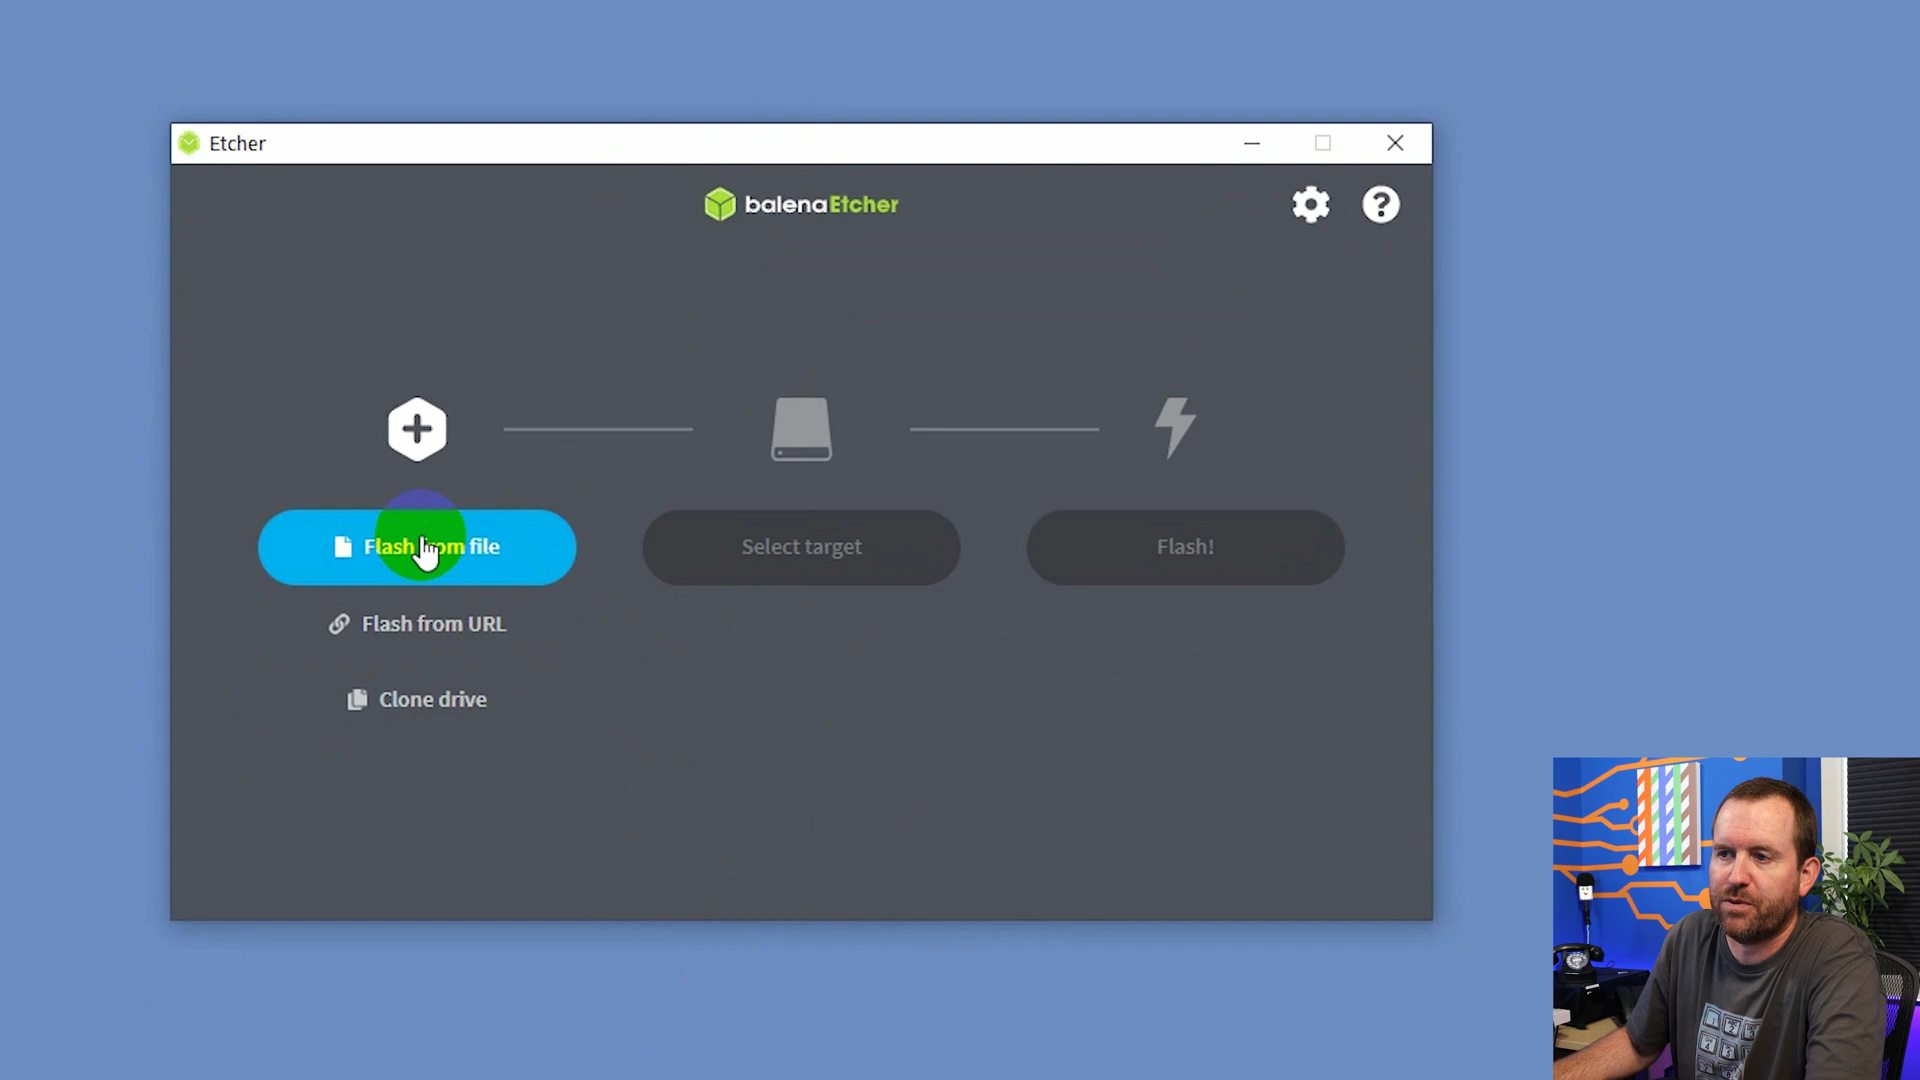 Etcher
balenaEtcher
Flash from file
Select target
Flash!
Flash from URL
Clone drive